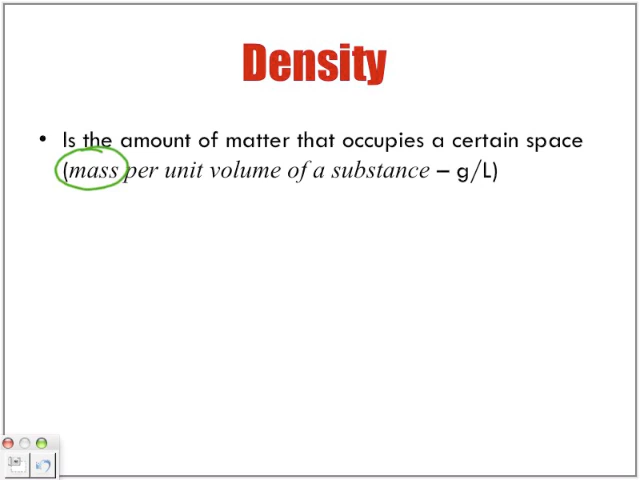 Density
• Is the amount of matter that occupies a certain space
(mass per unit volume of a substance – g/L)